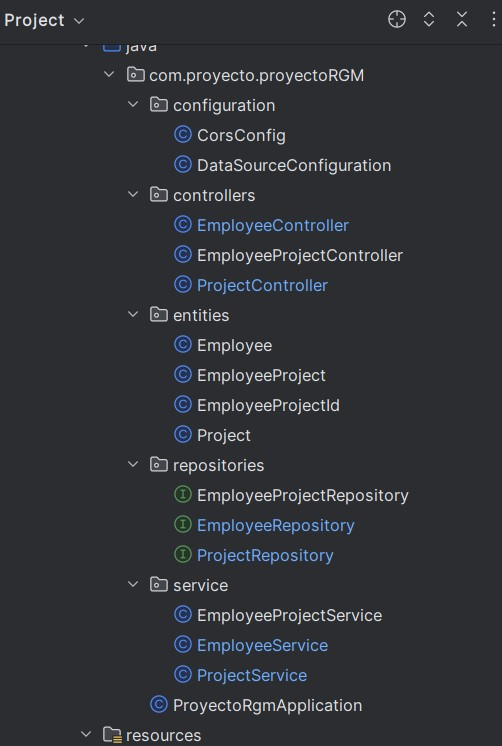 Project
java
com.proyecto.proyectoRGM
configuration
CorsConfig
DataSourceConfiguration
controllers
EmployeeController
EmployeeProjectController
ProjectController
entities
Employee
EmployeeProject
EmployeeProjectId
Project
repositories
EmployeeProjectRepository
EmployeeRepository
ProjectRepository
service
EmployeeProjectService
EmployeeService
ProjectService
ProyectoRgmApplication
resources